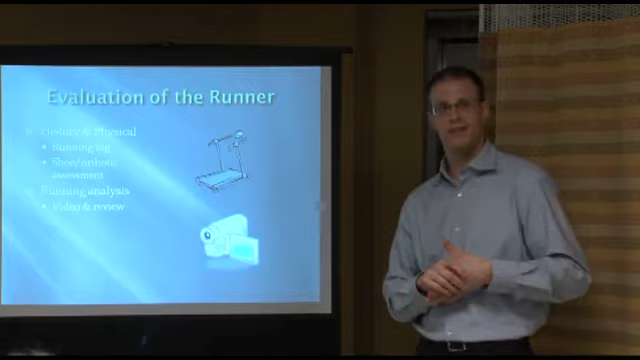 Evaluation of the Runner
History & Physical
• Running log
• Shoe/orthotic
assessment
Running analysis
• Video & review